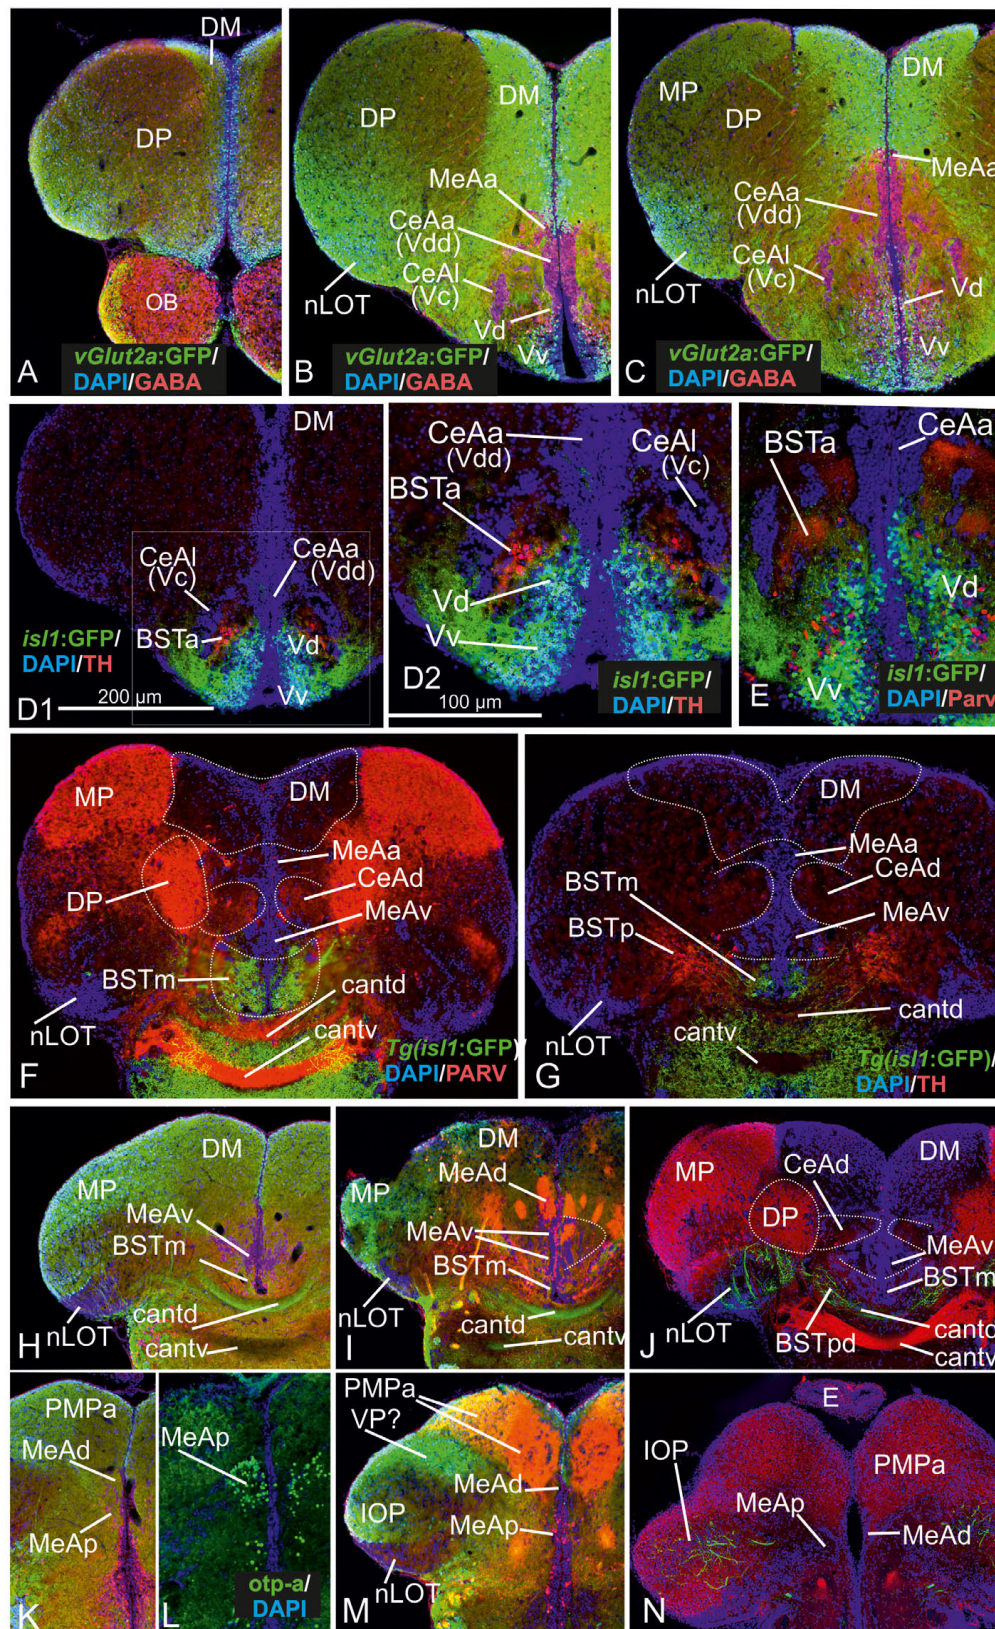 DM
DP
OB
vGlut2a:GFP/
DAPI/GABA
A
DM
DP
MeAa
CeAa
(Vdd)
CeAl
(Vc)
nLOT
Vd
Vv
vGlut2a:GFP/
DAPI/GABA
B
DM
MP
DP
MeAa
CeAa
(Vdd)
CeAl
(Vc)
nLOT
Vd
Vv
vGlut2a:GFP/
DAPI/GABA
C
DM
CeAl
(Vc)
CeAa
(Vdd)
BSTa
Vd
Vv
isl1:GFP/
DAPI/TH
200 µm
D1
CeAa
(Vdd)
CeAl
(Vc)
BSTa
Vd
Vv
isl1:GFP/
DAPI/TH
100 µm
D2
CeAa
BSTa
Vd
Vv
isl1:GFP/
DAPI/Parv
E
MP
DM
MeAa
CeAd
DP
MeAv
BSTm
cantd
nLOT
cantv
Tg(isl1:GFP)/
DAPI/PARV
F
DM
MeAa
CeAd
BSTm
MeAv
BSTp
nLOT
cantd
cantv
Tg(isl1:GFP)/
DAPI/TH
G
DM
MP
MeAv
BSTm
cantd
nLOT
cantv
H
DM
MeAd
MP
MeAv
BSTm
nLOT
cantd
cantv
I
MP
CeAd
DM
DP
MeAv
BSTm
nLOT
BSTpd
cantd
cantv
J
PMPa
MeAd
MeAp
K
MeAp
otp-a/
DAPI
L
PMPa
VP?
MeAd
IOP
MeAp
nLOT
M
E
IOP
PMPa
MeAp
MeAd
N